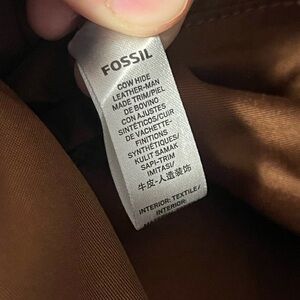 FOSSIL
COW HIDE
LEATHER-MAN
MADE TRIM/PIEL
DE BOVINO
CON AJUSTES
SINTÉTICOS/CUIR
DE VACHETTE-
FINITIONS
SYNTHÉTIQUES/
KULIT SAMAK
SAPI-TRIM
IMITASI/
牛皮-人造装饰
INTERIOR: TEXTILE/
INTERIOR: